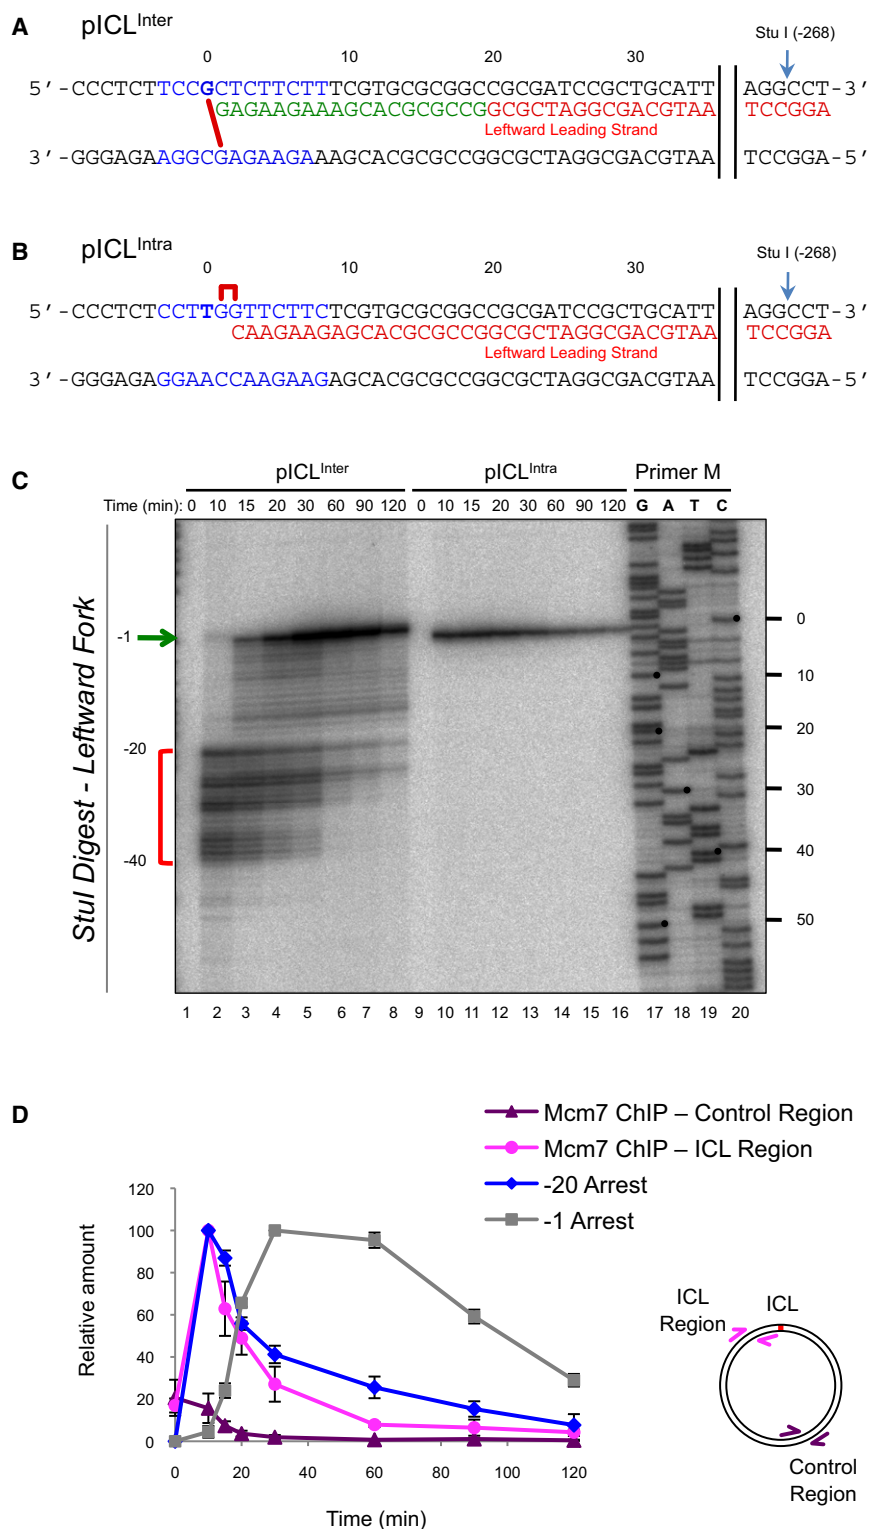 A
pICL^Inter
Stu I (-268)
0 10 20 30
5′-CCCTCTTCCGCTCTTCTTTCGTGCGCGGCCGCGATCCGCTGCATT AGGCCT-3′
GAGAAGAAAGCACGCGCCGGCGCTAGGCGACGTAA TCCGGA
Leftward Leading Strand
3′-GGGAGAAGGCGAGAAGAAAGCACGCGCCGGCGCTAGGCGACGTAA TCCGGA-5′
B
pICL^Intra
Stu I (-268)
0 10 20 30
5′-CCCTCTCCTTGGTTCTTCTCGTGCGCGGCCGCGATCCGCTGCATT AGGCCT-3′
CAAGAAGAGCACGCGCCGGCGCTAGGCGACGTAA TCCGGA
Leftward Leading Strand
3′-GGGAGAGGAACCAAGAAGAGCACGCGCCGGCGCTAGGCGACGTAA TCCGGA-5′
C
pICL^Inter pICL^Intra Primer M
Time (min): 0 10 15 20 30 60 90 120 0 10 15 20 30 60 90 120 G A T C
StuI Digest - Leftward Fork
-1
-20
-40
0
10
20
30
40
50
1 2 3 4 5 6 7 8 9 10 11 12 13 14 15 16 17 18 19 20
D
Mcm7 ChIP – Control Region
Mcm7 ChIP – ICL Region
-20 Arrest
-1 Arrest
Relative amount
120
100
80
60
40
20
0
0 20 40 60 80 100 120
Time (min)
ICL
Region
ICL
Control
Region